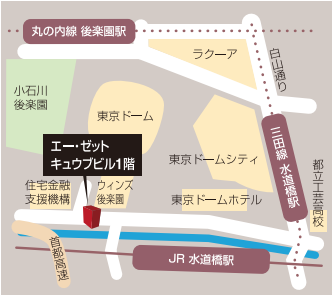 丸の内線 後楽園駅
ラクーア
白山通り
小石川
後楽園
東京ドーム
エー・ゼット
キュウブビル1階
三田線 水道橋駅
東京ドームシティ
都立工芸高校
住宅金融
支援機構
ウィンズ
後楽園
東京ドームホテル
首都高速
JR 水道橋駅